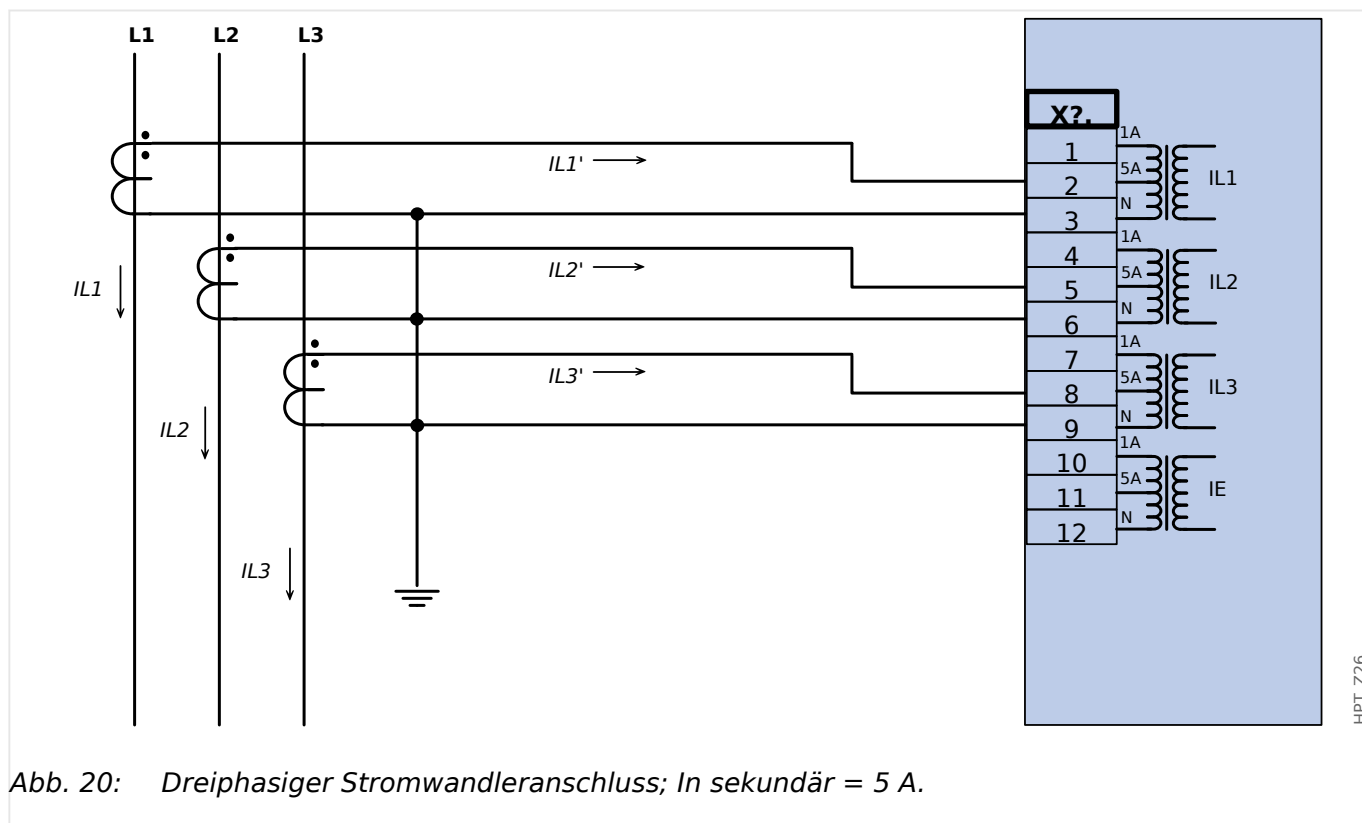 L1 L2 L3
X?.
1A
1
IL1'
5A
IL1
2
N
3
1A
4
IL2'
5A
IL1
IL2
5
N
6
1A
7
IL3'
5A
IL3
8
N
IL2
9
1A
10
5A
IE
11
N
12
IL3
HPT_Z26
Abb. 20: Dreiphasiger Stromwandleranschluss; In sekundär = 5 A.